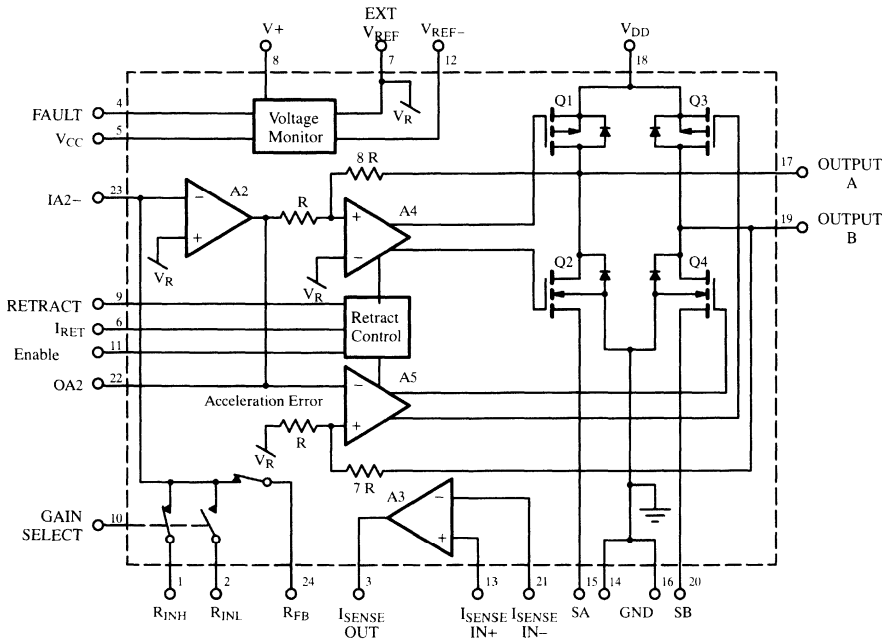 EXT
V+ VREF VREF− VDD
8 7 12 18
4 Q1 Q3
FAULT Voltage VR
VCC 5 Monitor
8 R 17 OUTPUT
A
IA2− 23 − A2 R + A4
19 OUTPUT
B
+ −
VR VR Q2 Q4
RETRACT 9 Retract
IRET 6 Control
Enable 11
OA2 22 − A5
Acceleration Error
+
VR R
7 R
A3 −
GAIN 10
SELECT +
1 2 24 3 13 21 15 14 16 20
RINH RINL RFB ISENSE ISENSE ISENSE SA GND SB
OUT IN+ IN−